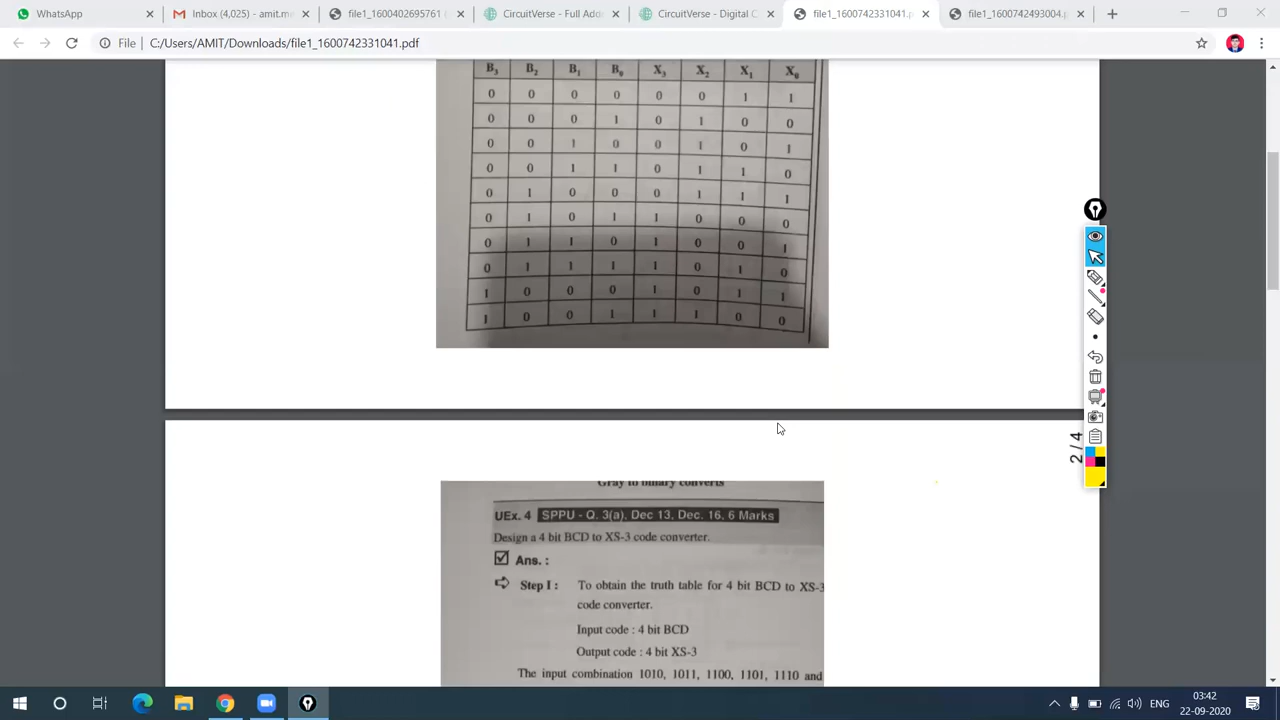 WhatsApp
Inbox (4,025) - amit.me
file1_1600402695761 (
CircuitVerse - Full Add
CircuitVerse - Digital C
file1_1600742331041.p
file1_1600742493004.p
File C:/Users/AMIT/Downloads/file1_1600742331041.pdf
B3 B2 B1 B0 X3 X2 X1 X0
0 0 0 0 0 0 1 1
0 0 0 1 0 1 0 0
0 0 1 0 0 1 0 1
0 0 1 1 0 1 1 0
0 1 0 0 0 1 1 1
0 1 0 1 1 0 0 0
0 1 1 0 1 0 0 1
0 1 1 1 1 0 1 0
1 0 0 0 1 0 1 1
1 0 0 1 1 1 0 0
2 / 4
Gray to binary converts
UEx. 4 SPPU - Q. 3(a), Dec 13, Dec. 16, 6 Marks
Design a 4 bit BCD to XS-3 code converter.
Ans. :
Step I : To obtain the truth table for 4 bit BCD to XS-3
code converter.
Input code : 4 bit BCD
Output code : 4 bit XS-3
The input combination 1010, 1011, 1100, 1101, 1110 and
ENG
03:42
22-09-2020